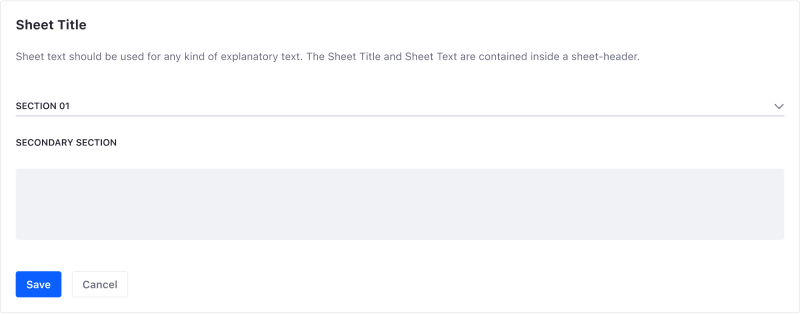 Sheet Title
Sheet text should be used for any kind of explanatory text. The Sheet Title and Sheet Text are contained inside a sheet-header.
SECTION 01
SECONDARY SECTION
Save Cancel